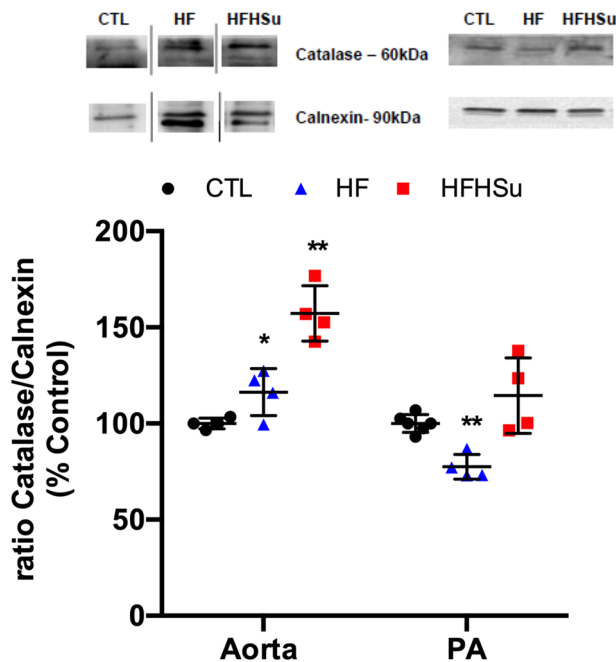 CTL HF HFHSu CTL HF HFHSu
Catalase – 60kDa
Calnexin- 90kDa
CTL HF HFHSu
ratio Catalase/Calnexin
(% Control)
200
150
100
50
0
* ** **
Aorta PA